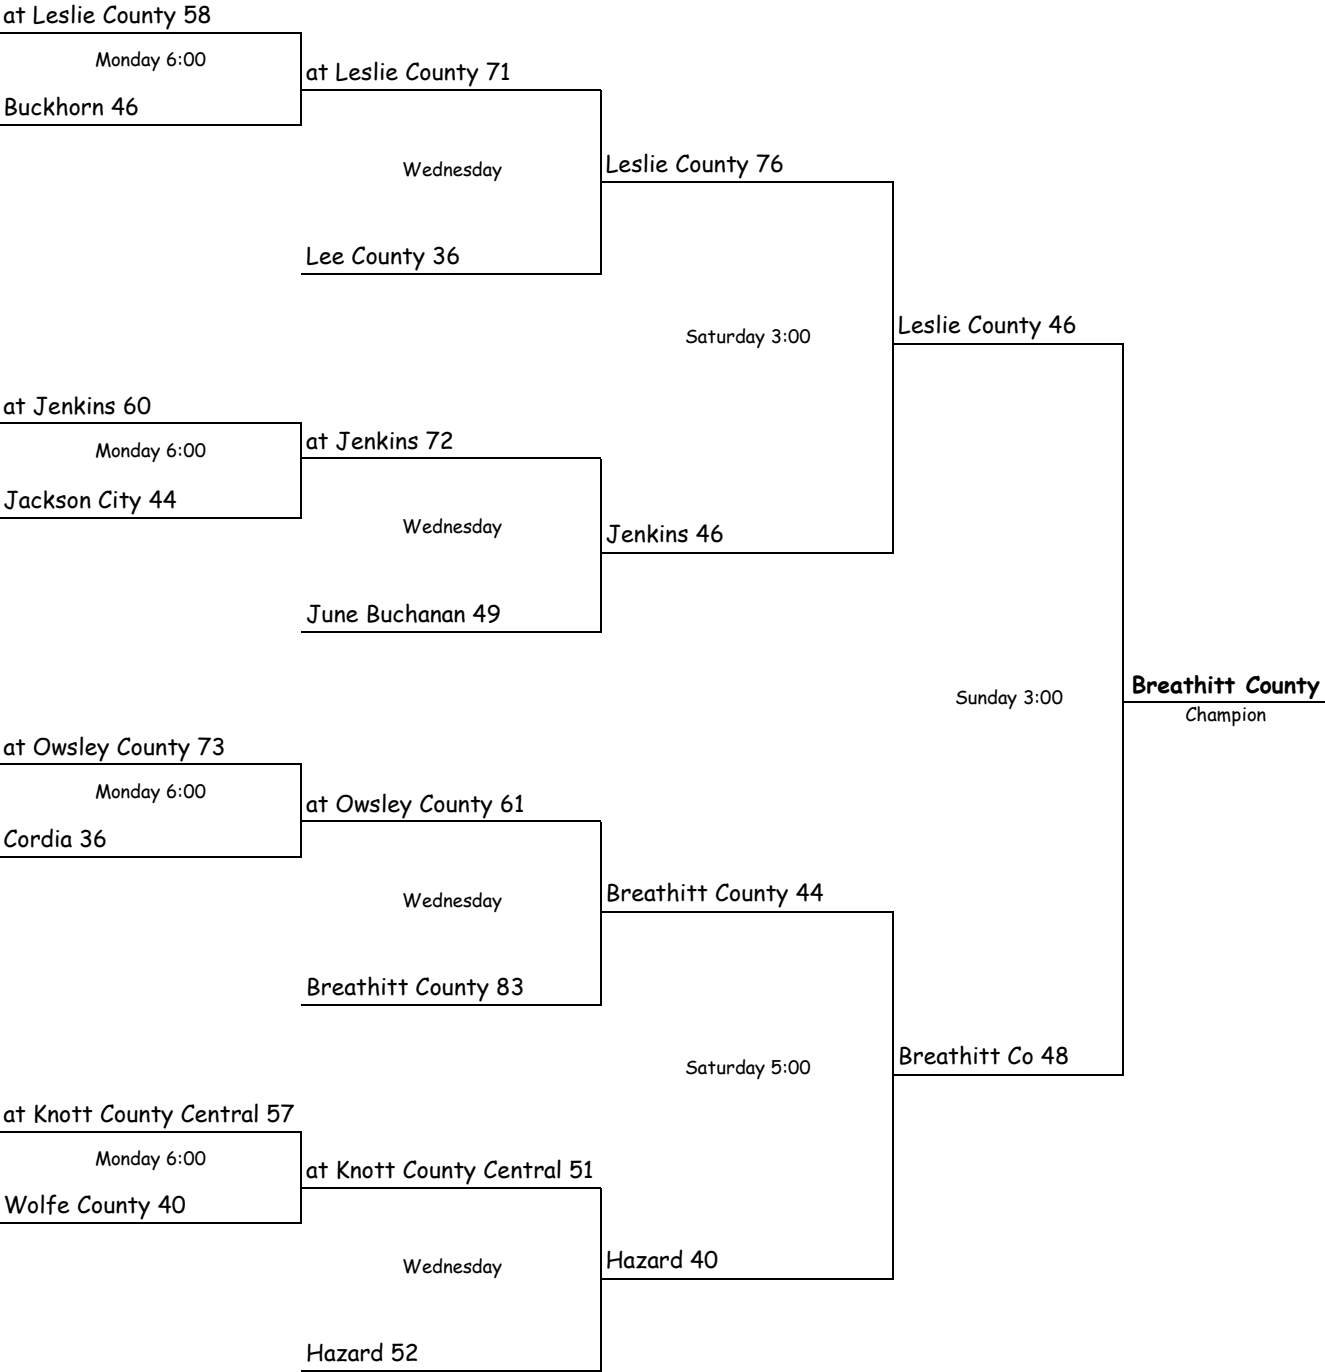 at Leslie County 58
Monday 6:00
at Leslie County 71
Buckhorn 46
Wednesday
Leslie County 76
Lee County 36
Saturday 3:00
Leslie County 46
at Jenkins 60
Monday 6:00
at Jenkins 72
Jackson City 44
Wednesday
Jenkins 46
June Buchanan 49
Sunday 3:00
Breathitt County
Champion
at Owsley County 73
Monday 6:00
at Owsley County 61
Cordia 36
Wednesday
Breathitt County 44
Breathitt County 83
Saturday 5:00
Breathitt Co 48
at Knott County Central 57
Monday 6:00
at Knott County Central 51
Wolfe County 40
Wednesday
Hazard 40
Hazard 52